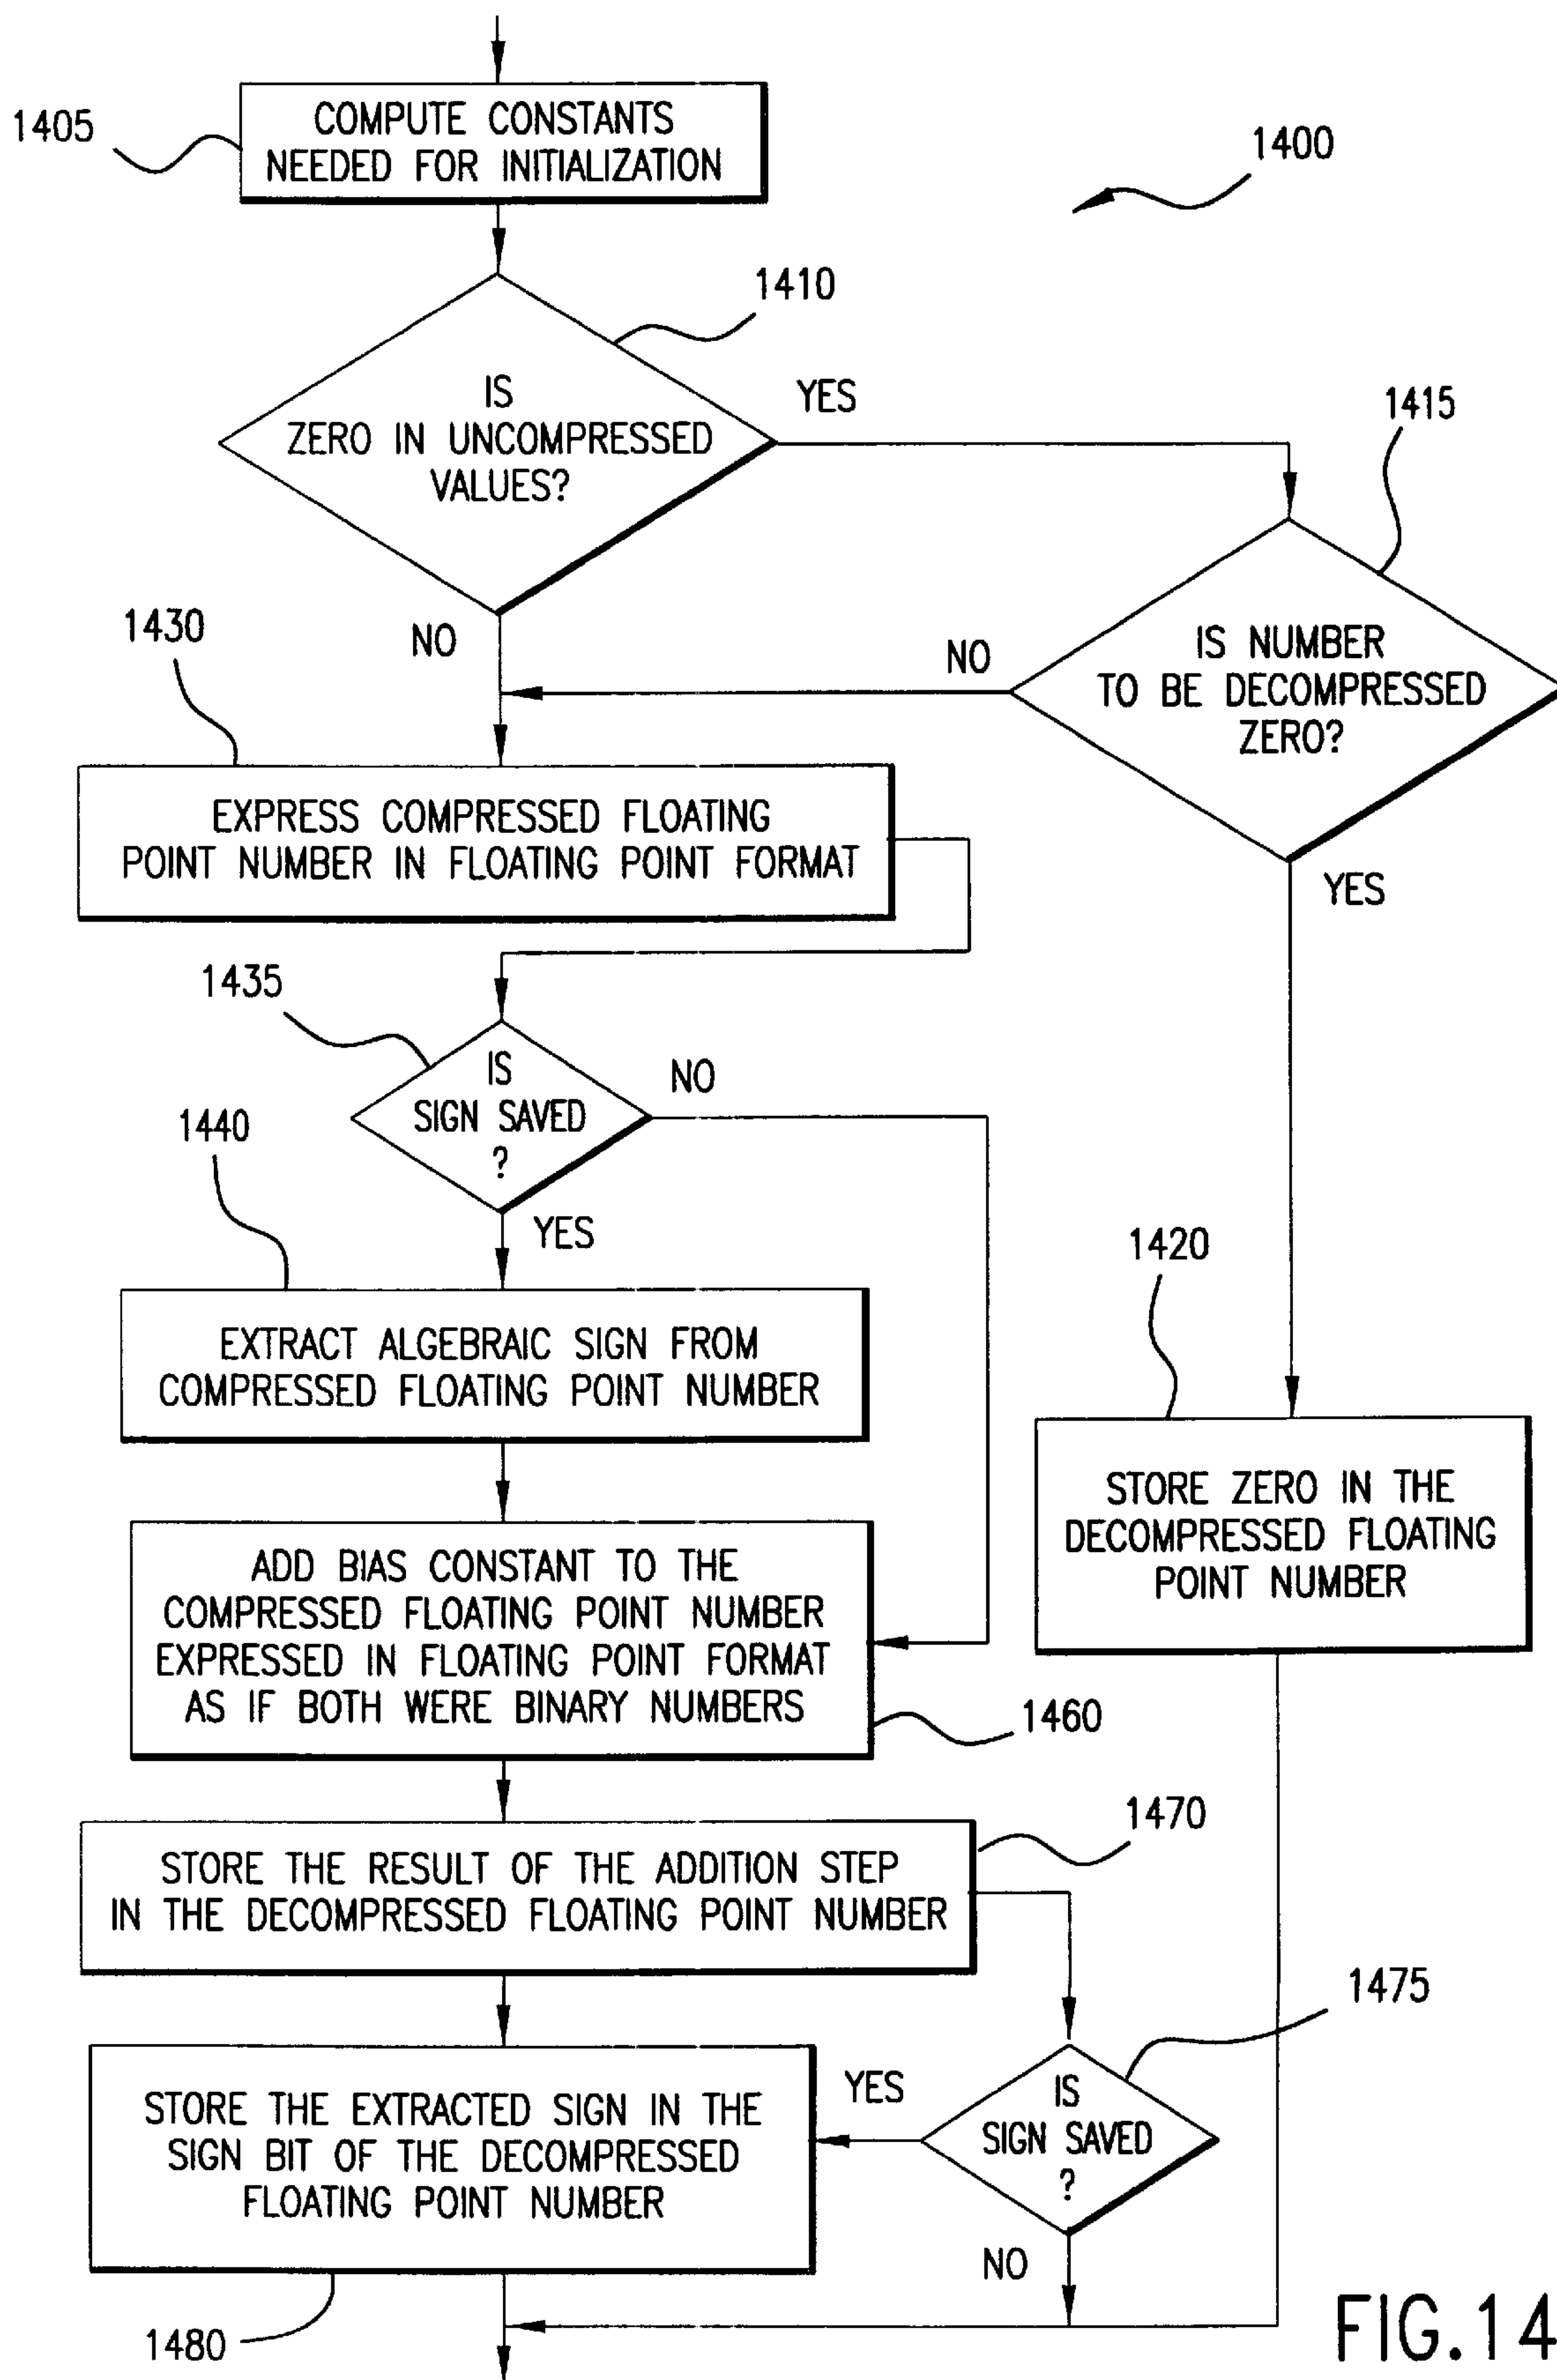 1405
COMPUTE CONSTANTS
NEEDED FOR INITIALIZATION
1400
1410
IS
ZERO IN UNCOMPRESSED
VALUES?
YES
NO
1415
IS NUMBER
TO BE DECOMPRESSED
ZERO?
NO
YES
1430
EXPRESS COMPRESSED FLOATING
POINT NUMBER IN FLOATING POINT FORMAT
1435
IS
SIGN SAVED
?
NO
YES
1440
EXTRACT ALGEBRAIC SIGN FROM
COMPRESSED FLOATING POINT NUMBER
1420
STORE ZERO IN THE
DECOMPRESSED FLOATING
POINT NUMBER
ADD BIAS CONSTANT TO THE
COMPRESSED FLOATING POINT NUMBER
EXPRESSED IN FLOATING POINT FORMAT
AS IF BOTH WERE BINARY NUMBERS
1460
1470
STORE THE RESULT OF THE ADDITION STEP
IN THE DECOMPRESSED FLOATING POINT NUMBER
1475
IS
SIGN SAVED
?
YES
NO
STORE THE EXTRACTED SIGN IN THE
SIGN BIT OF THE DECOMPRESSED
FLOATING POINT NUMBER
1480
FIG.14